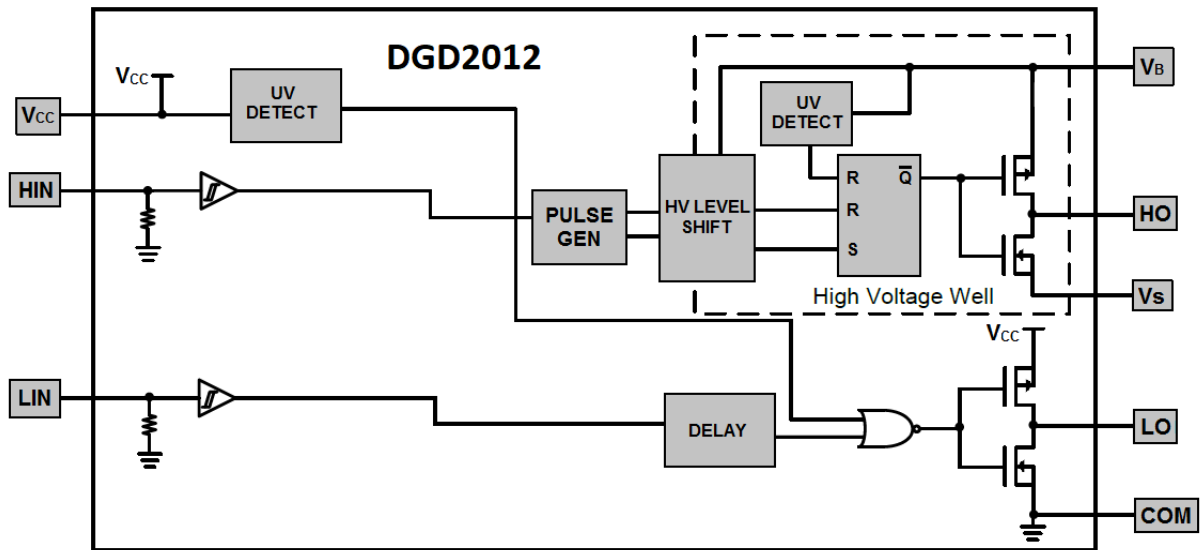 DGD2012
VCC
VCC
UV
DETECT
VB
UV
DETECT
HIN
PULSE
GEN
HV LEVEL
SHIFT
R
Q̅
R
S
HO
High Voltage Well
Vs
VCC
LIN
DELAY
LO
COM